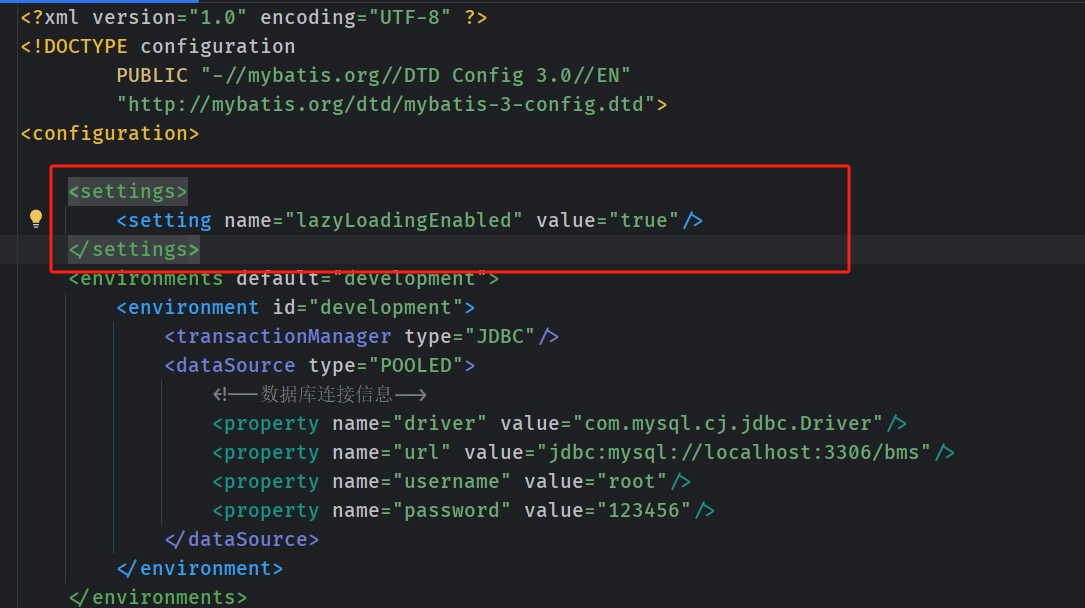 <?xml version="1.0" encoding="UTF-8" ?>
<!DOCTYPE configuration
        PUBLIC "-//mybatis.org//DTD Config 3.0//EN"
        "http://mybatis.org/dtd/mybatis-3-config.dtd">
<configuration>
    <settings>
        <setting name="lazyLoadingEnabled" value="true"/>
    </settings>
    <environments default="development">
        <environment id="development">
            <transactionManager type="JDBC"/>
            <dataSource type="POOLED">
                <!--数据库连接信息-->
                <property name="driver" value="com.mysql.cj.jdbc.Driver"/>
                <property name="url" value="jdbc:mysql://localhost:3306/bms"/>
                <property name="username" value="root"/>
                <property name="password" value="123456"/>
            </dataSource>
        </environment>
    </environments>